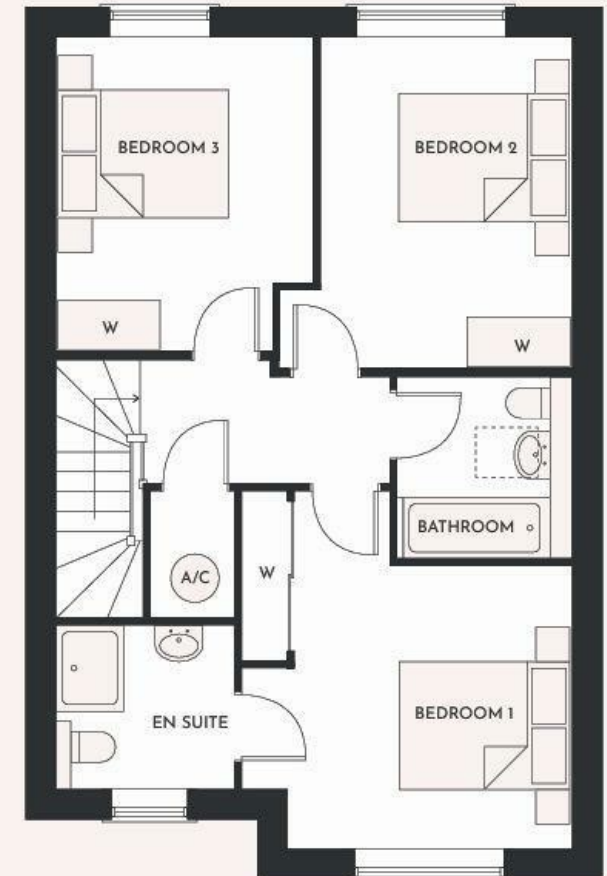 BEDROOM 3
BEDROOM 2
W
W
BATHROOM
A/C
W
EN SUITE
BEDROOM 1